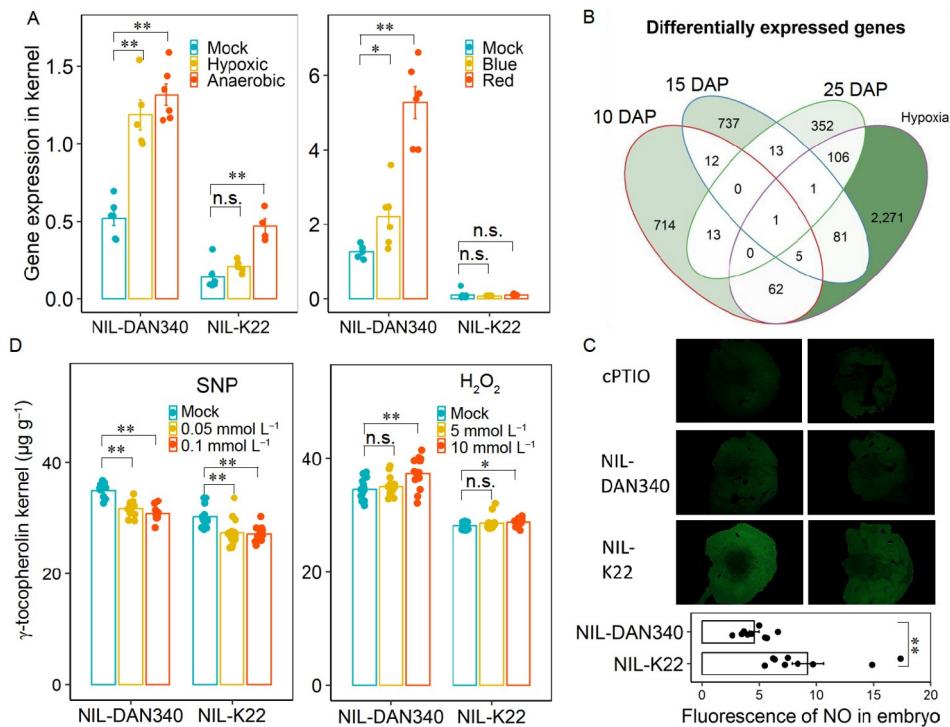 A
Gene expression in kernel
1.5
1.0
0.5
0.0
**
**
Mock
Hypoxic
Anaerobic
**
n.s.
NIL-DAN340 NIL-K22
6
4
2
0
**
*
Mock
Blue
Red
n.s.
n.s.
NIL-DAN340 NIL-K22
B
Differentially expressed genes
10 DAP
15 DAP
25 DAP
Hypoxia
737
352
12
13
106
714
0
1
2,271
13
1
81
0
5
62
D
γ-tocopherolin kernel (μg g⁻¹)
40
20
0
SNP
Mock
0.05 mmol L⁻¹
0.1 mmol L⁻¹
**
**
**
**
NIL-DAN340 NIL-K22
40
20
0
H₂O₂
Mock
5 mmol L⁻¹
10 mmol L⁻¹
**
n.s.
*
n.s.
NIL-DAN340 NIL-K22
C
cPTIO
NIL-
DAN340
NIL-
K22
NIL-DAN340
NIL-K22
**
0 5 10 15 20
Fluorescence of NO in embryo